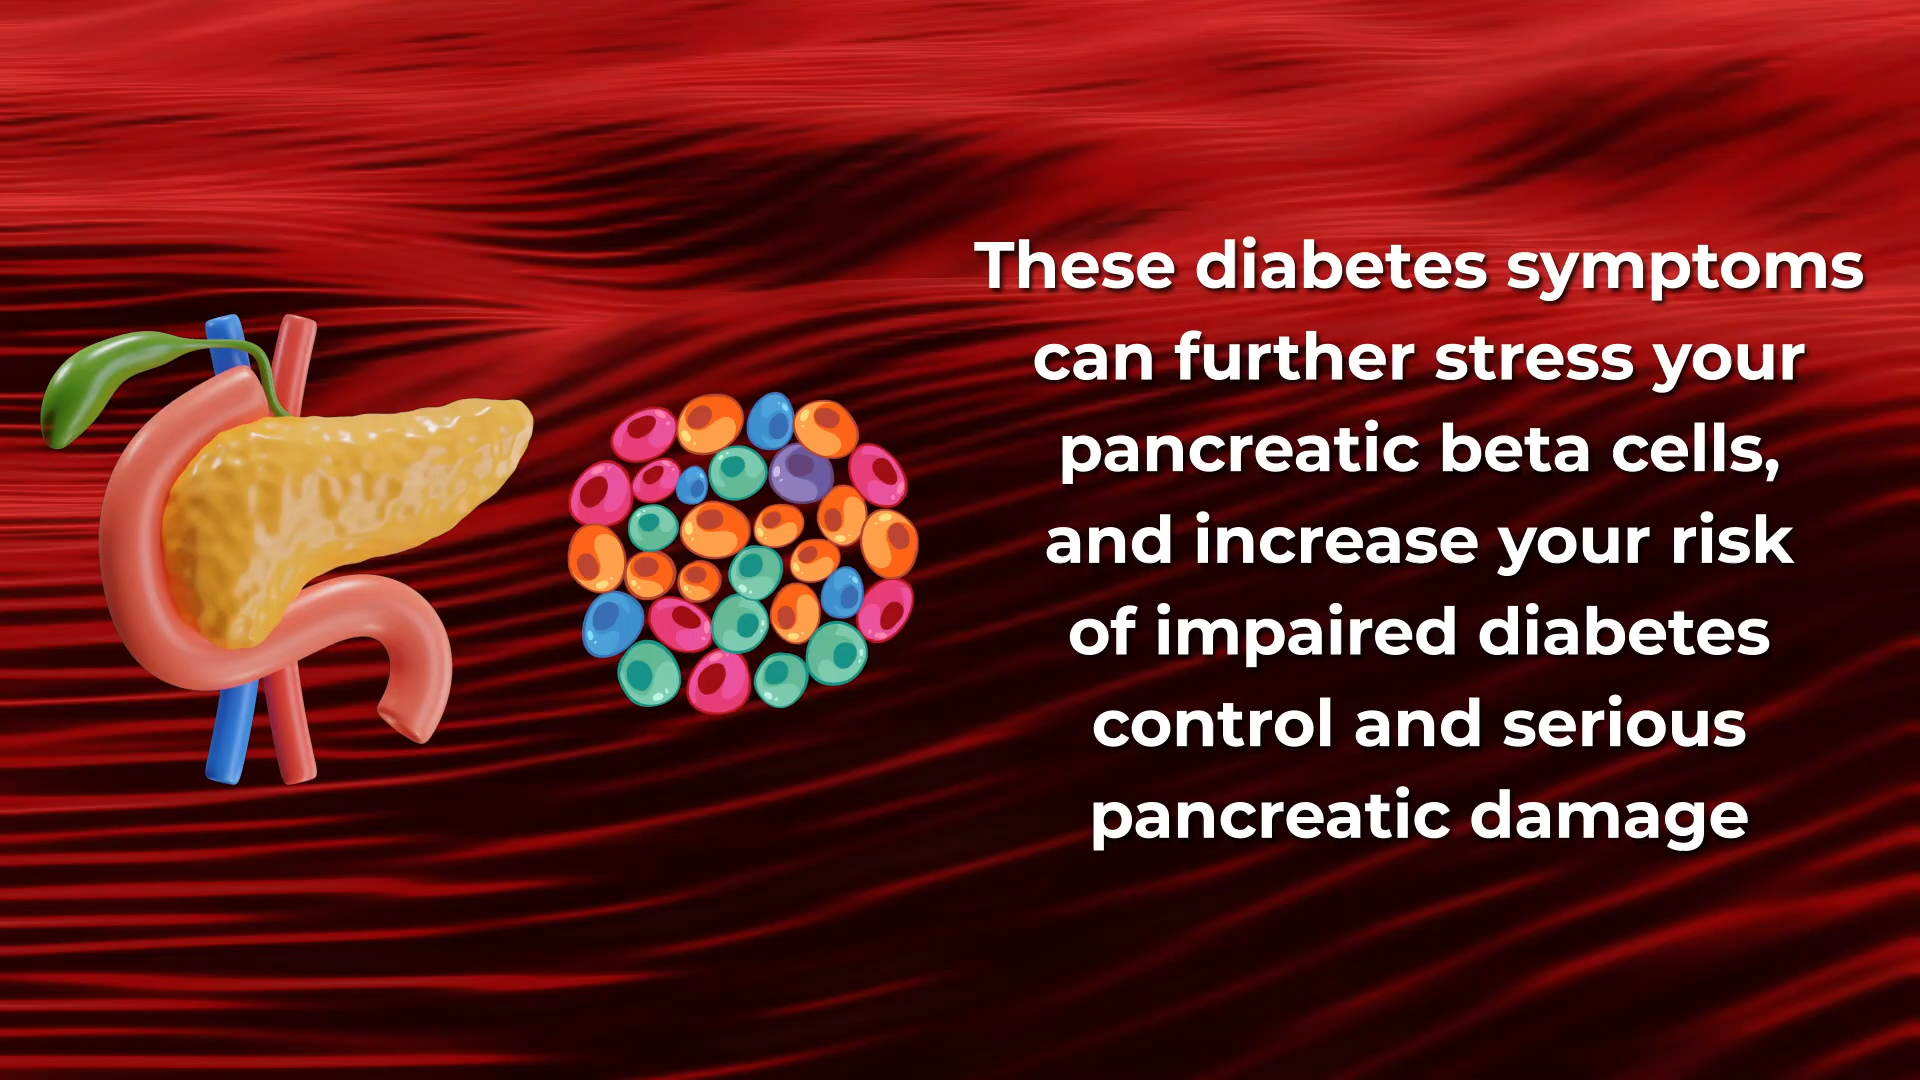 These diabetes symptoms
can further stress your
pancreatic beta cells,
and increase your risk
of impaired diabetes
control and serious
pancreatic damage